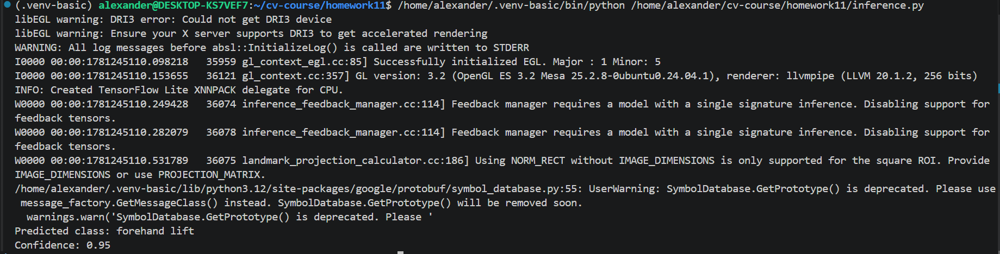 (.venv-basic) alexander@DESKTOP-KS7VEF7:~/cv-course/homework11$ /home/alexander/.venv-basic/bin/python /home/alexander/cv-course/homework11/inference.py
libEGL warning: DRI3 error: Could not get DRI3 device
libEGL warning: Ensure your X server supports DRI3 to get accelerated rendering
WARNING: All log messages before absl::InitializeLog() is called are written to STDERR
I0000 00:00:1781245110.098218   35959 gl_context_egl.cc:85] Successfully initialized EGL. Major : 1 Minor: 5
I0000 00:00:1781245110.153655   36121 gl_context.cc:357] GL version: 3.2 (OpenGL ES 3.2 Mesa 25.2.8-0ubuntu0.24.04.1), renderer: llvmpipe (LLVM 20.1.2, 256 bits)
INFO: Created TensorFlow Lite XNNPACK delegate for CPU.
W0000 00:00:1781245110.249428   36074 inference_feedback_manager.cc:114] Feedback manager requires a model with a single signature inference. Disabling support for
feedback tensors.
W0000 00:00:1781245110.282079   36078 inference_feedback_manager.cc:114] Feedback manager requires a model with a single signature inference. Disabling support for
feedback tensors.
W0000 00:00:1781245110.531789   36075 landmark_projection_calculator.cc:186] Using NORM_RECT without IMAGE_DIMENSIONS is only supported for the square ROI. Provide
IMAGE_DIMENSIONS or use PROJECTION_MATRIX.
/home/alexander/.venv-basic/lib/python3.12/site-packages/google/protobuf/symbol_database.py:55: UserWarning: SymbolDatabase.GetPrototype() is deprecated. Please use
 message_factory.GetMessageClass() instead. SymbolDatabase.GetPrototype() will be removed soon.
  warnings.warn('SymbolDatabase.GetPrototype() is deprecated. Please '
Predicted class: forehand lift
Confidence: 0.95